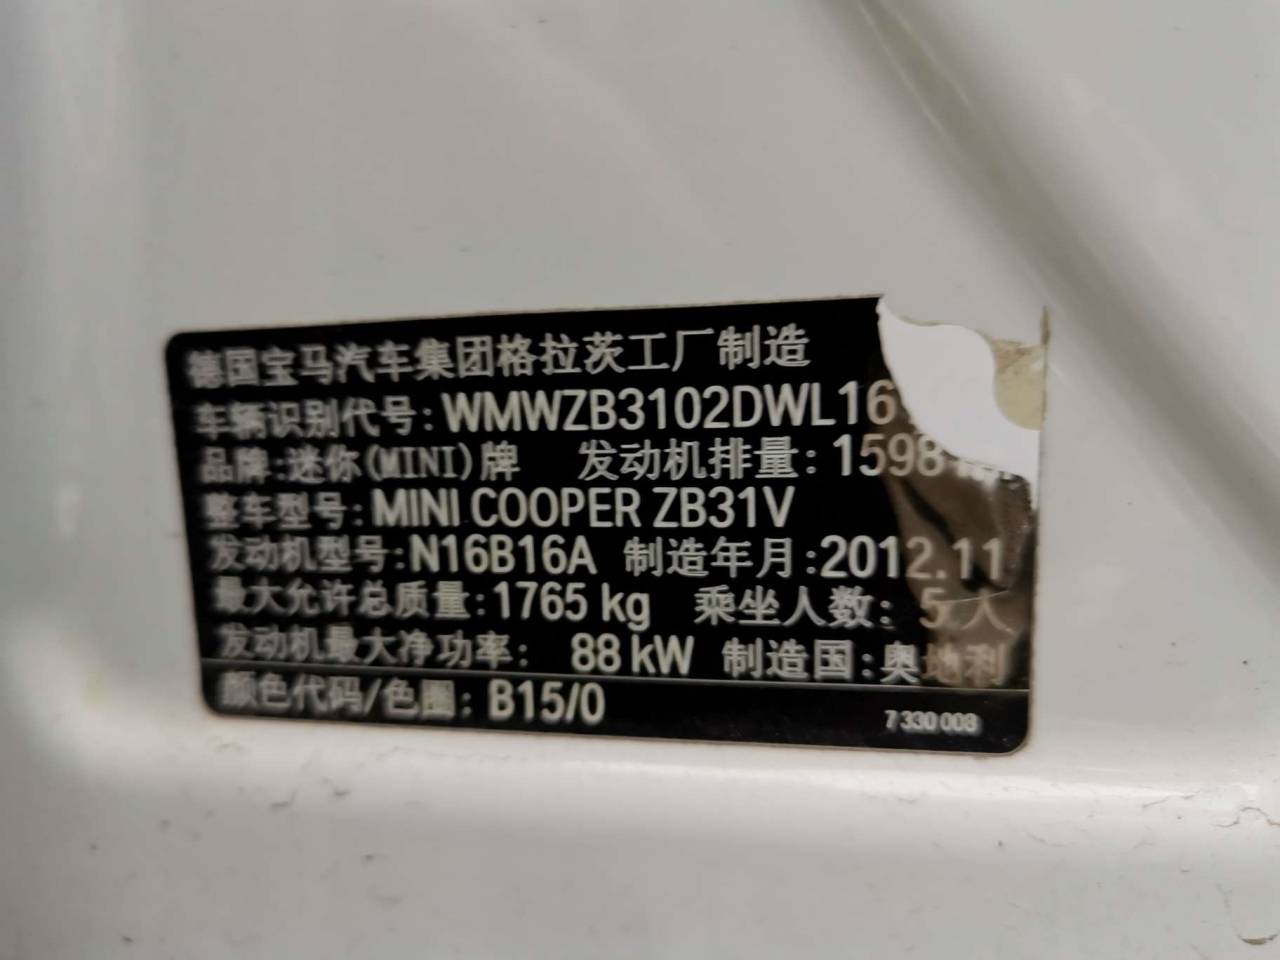 德国宝马汽车集团格拉茨工厂制造
车辆识别代号:WMWZB3102DWL16
品牌:迷你(MINI)牌 发动机排量:1598
整车型号:MINI COOPER ZB31V
发动机型号:N16B16A 制造年月:2012.11
最大允许总质量:1765 kg 乘坐人数:5人
发动机最大净功率: 88 kW 制造国:奥地利
颜色代码/色圈:B15/0
7 330 008